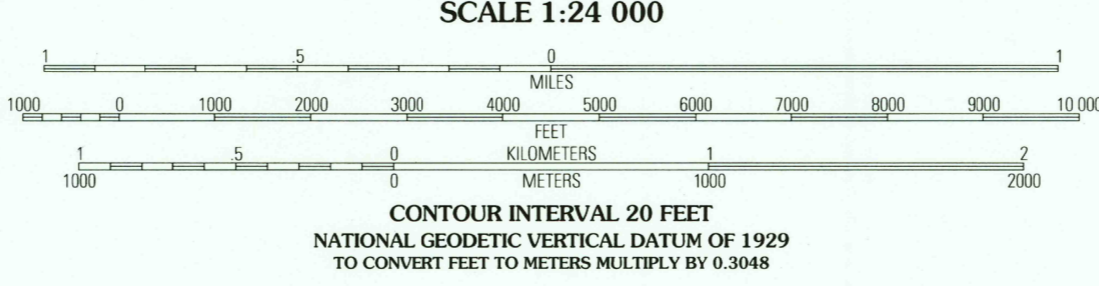 SCALE 1:24 000
1 .5 0 1
MILES
1000 0 1000 2000 3000 4000 5000 6000 7000 8000 9000 10 000
FEET
1 .5 0 KILOMETERS 1 2
1000 0 METERS 1000 2000
CONTOUR INTERVAL 20 FEET
NATIONAL GEODETIC VERTICAL DATUM OF 1929
TO CONVERT FEET TO METERS MULTIPLY BY 0.3048